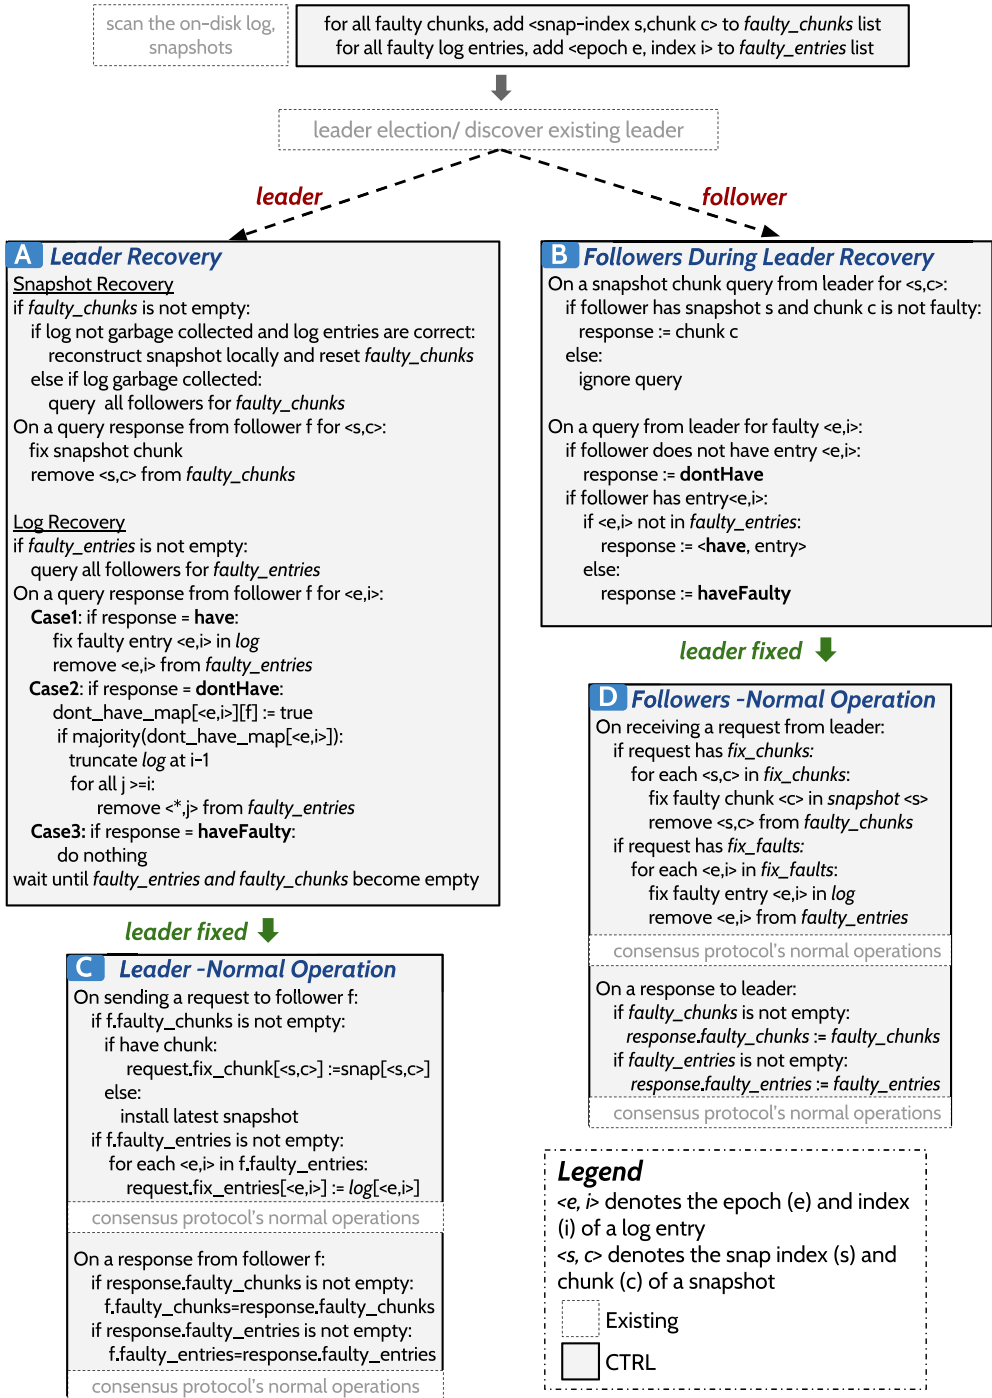 scan the on-disk log,
snapshots
for all faulty chunks, add <snap-index s,chunk c> to faulty_chunks list
for all faulty log entries, add <epoch e, index i> to faulty_entries list
leader election/ discover existing leader
leader
follower
A Leader Recovery
Snapshot Recovery
if faulty_chunks is not empty:
if log not garbage collected and log entries are correct:
reconstruct snapshot locally and reset faulty_chunks
else if log garbage collected:
query all followers for faulty_chunks
On a query response from follower f for <s,c>:
fix snapshot chunk
remove <s,c> from faulty_chunks
Log Recovery
if faulty_entries is not empty:
query all followers for faulty_entries
On a query response from follower f for <e,i>:
Case1: if response = have:
fix faulty entry <e,i> in log
remove <e,i> from faulty_entries
Case2: if response = dontHave:
dont_have_map[<e,i>][f] := true
if majority(dont_have_map[<e,i>]):
truncate log at i-1
for all j >=i:
remove <*,j> from faulty_entries
Case3: if response = haveFaulty:
do nothing
wait until faulty_entries and faulty_chunks become empty
B Followers During Leader Recovery
On a snapshot chunk query from leader for <s,c>:
if follower has snapshot s and chunk c is not faulty:
response := chunk c
else:
ignore query
On a query from leader for faulty <e,i>:
if follower does not have entry <e,i>:
response := dontHave
if follower has entry<e,i>:
if <e,i> not in faulty_entries:
response := <have, entry>
else:
response := haveFaulty
leader fixed
leader fixed
C Leader -Normal Operation
On sending a request to follower f:
if f.faulty_chunks is not empty:
if have chunk:
request.fix_chunk[<s,c>] :=snap[<s,c>]
else:
install latest snapshot
if f.faulty_entries is not empty:
for each <e,i> in f.faulty_entries:
request.fix_entries[<e,i>] := log[<e,i>]
consensus protocol's normal operations
On a response from follower f:
if response.faulty_chunks is not empty:
f.faulty_chunks=response.faulty_chunks
if response.faulty_entries is not empty:
f.faulty_entries=response.faulty_entries
consensus protocol's normal operations
D Followers -Normal Operation
On receiving a request from leader:
if request has fix_chunks:
for each <s,c> in fix_chunks:
fix faulty chunk <c> in snapshot <s>
remove <s,c> from faulty_chunks
if request has fix_faults:
for each <e,i> in fix_faults:
fix faulty entry <e,i> in log
remove <e,i> from faulty_entries
consensus protocol's normal operations
On a response to leader:
if faulty_chunks is not empty:
response.faulty_chunks := faulty_chunks
if faulty_entries is not empty:
response.faulty_entries := faulty_entries
consensus protocol's normal operations
Legend
<e, i> denotes the epoch (e) and index
(i) of a log entry
<s, c> denotes the snap index (s) and
chunk (c) of a snapshot
Existing
CTRL